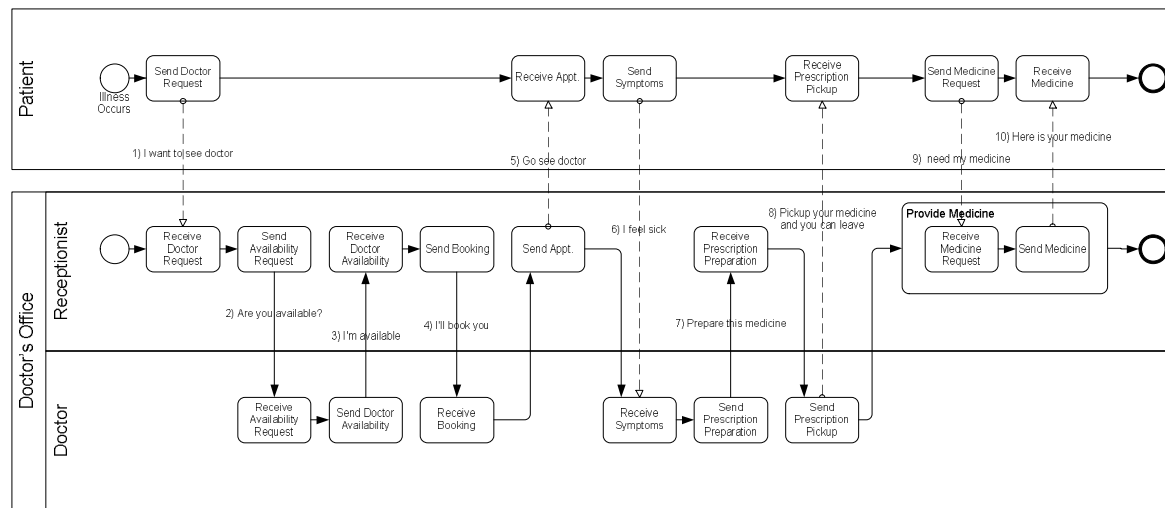 Patient
Illness
Occurs
Send Doctor
Request
Receive Appt.
Send
Symptoms
Receive
Prescription
Pickup
Send Medicine
Request
Receive
Medicine
1) I want to see doctor
5) Go see doctor
9) need my medicine
10) Here is your medicine
Doctor's Office
Receptionist
Receive
Doctor
Request
Send
Availability
Request
Receive
Doctor
Availability
Send Booking
Send Appt.
6) I feel sick
Receive
Prescription
Preparation
8) Pickup your medicine
and you can leave
Provide Medicine
Receive
Medicine
Request
Send Medicine
2) Are you available?
3) I'm available
4) I'll book you
7) Prepare this medicine
Doctor
Receive
Availability
Request
Send Doctor
Availability
Receive
Booking
Receive
Symptoms
Send
Prescription
Preparation
Send
Prescription
Pickup